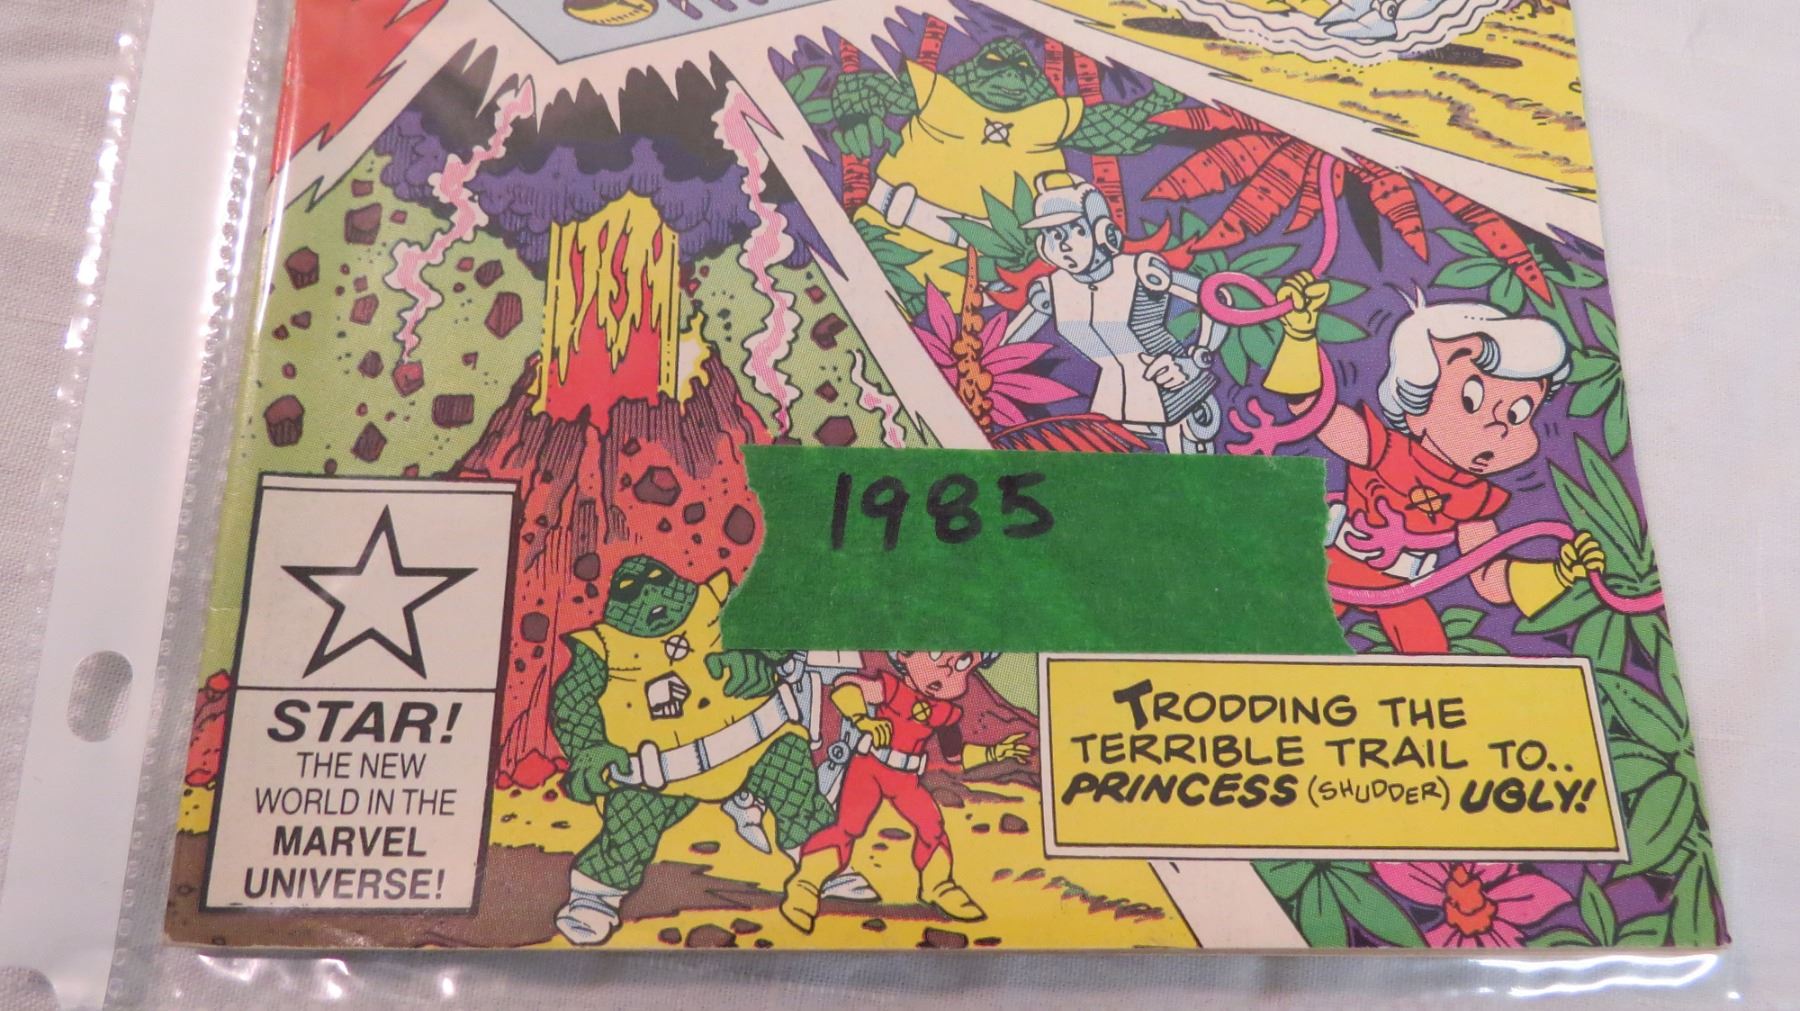 1985
STAR!
THE NEW
WORLD IN THE
MARVEL
UNIVERSE!
TRODDING THE
TERRIBLE TRAIL TO..
PRINCESS (SHUDDER) UGLY!